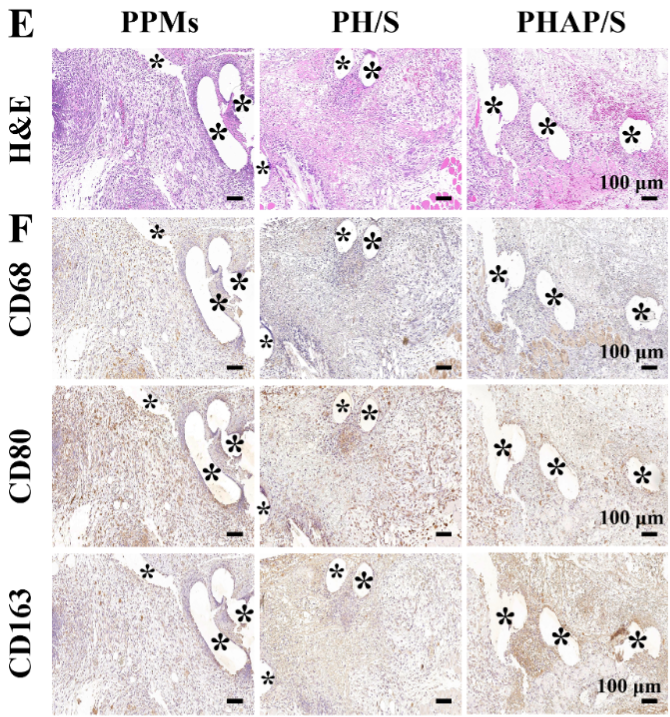 E PPMs PH/S PHAP/S
H&E
* * * * * * * * *
100 μm
F
CD68
* * * * * * * * *
100 μm
CD80
* * * * * * * * *
100 μm
CD163
* * * * * * * * *
100 μm